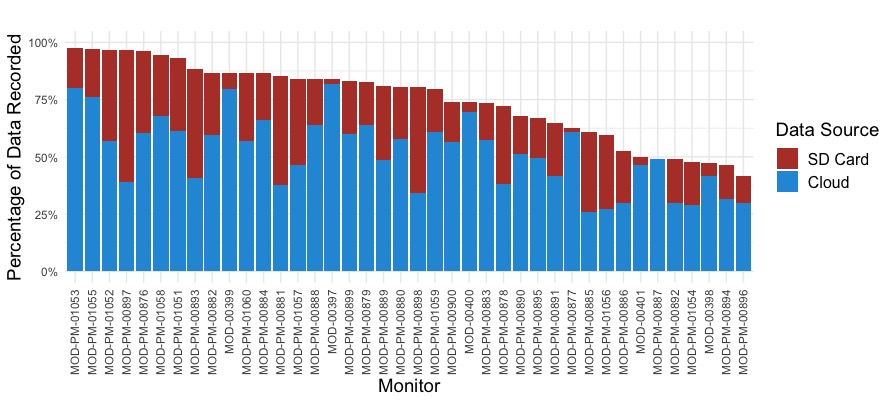 Percentage of Data Recorded
100%
75%
50%
25%
0%
MOD-PM-01053
MOD-PM-01055
MOD-PM-01052
MOD-PM-00897
MOD-PM-00876
MOD-PM-01058
MOD-PM-01051
MOD-PM-00893
MOD-PM-00882
MOD-00399
MOD-PM-01060
MOD-PM-00884
MOD-PM-00881
MOD-PM-01057
MOD-PM-00888
MOD-00397
MOD-PM-00899
MOD-PM-00879
MOD-PM-00889
MOD-PM-00880
MOD-PM-00898
MOD-PM-01059
MOD-PM-00900
MOD-00400
MOD-PM-00883
MOD-PM-00878
MOD-PM-00890
MOD-PM-00895
MOD-PM-00891
MOD-PM-00877
MOD-PM-00885
MOD-PM-01056
MOD-PM-00886
MOD-00401
MOD-PM-00887
MOD-PM-00892
MOD-PM-01054
MOD-00398
MOD-PM-00894
MOD-PM-00896
Monitor
Data Source
SD Card
Cloud